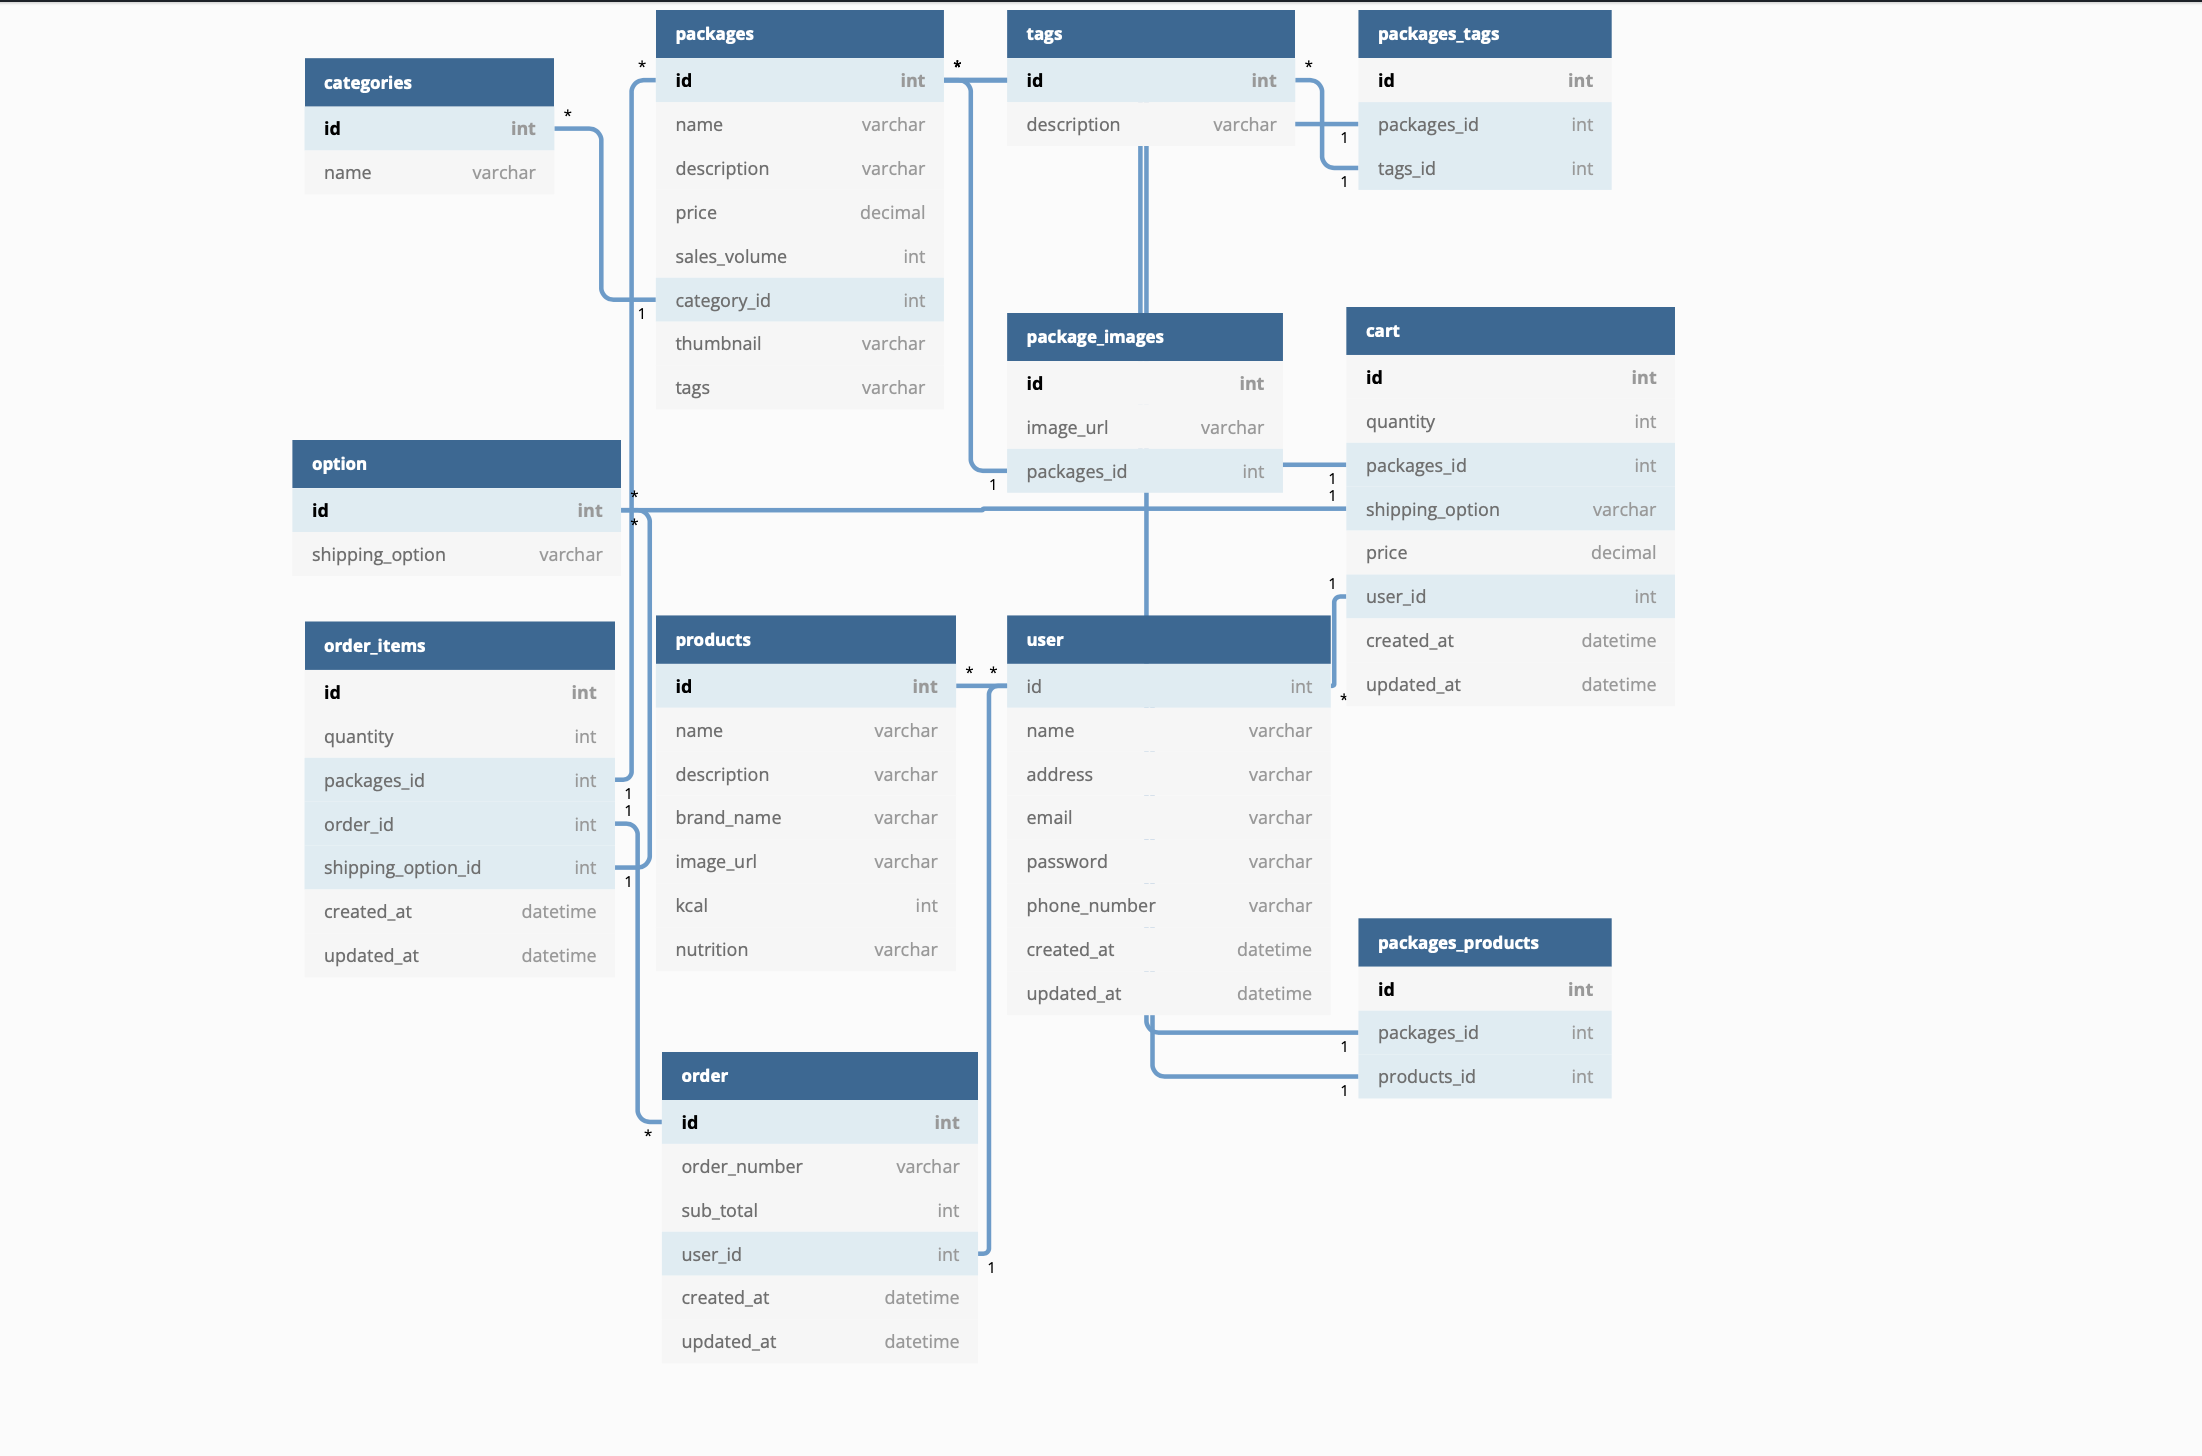 packages
id int
name varchar
description varchar
price decimal
sales_volume int
category_id int
thumbnail varchar
tags varchar
tags
id int
description varchar
packages_tags
id int
packages_id int
tags_id int
categories
id int
name varchar
package_images
id int
image_url varchar
packages_id int
cart
id int
quantity int
packages_id int
shipping_option varchar
price decimal
user_id int
created_at datetime
updated_at datetime
option
id int
shipping_option varchar
order_items
id int
quantity int
packages_id int
order_id int
shipping_option_id int
created_at datetime
updated_at datetime
products
id int
name varchar
description varchar
brand_name varchar
image_url varchar
kcal int
nutrition varchar
user
id int
name varchar
address varchar
email varchar
password varchar
phone_number varchar
created_at datetime
updated_at datetime
packages_products
id int
packages_id int
products_id int
order
id int
order_number varchar
sub_total int
user_id int
created_at datetime
updated_at datetime
*
*
*
*
1
1
1
1
1
1
*
*
1
*
*
*
1
1
1
*
1
1
1